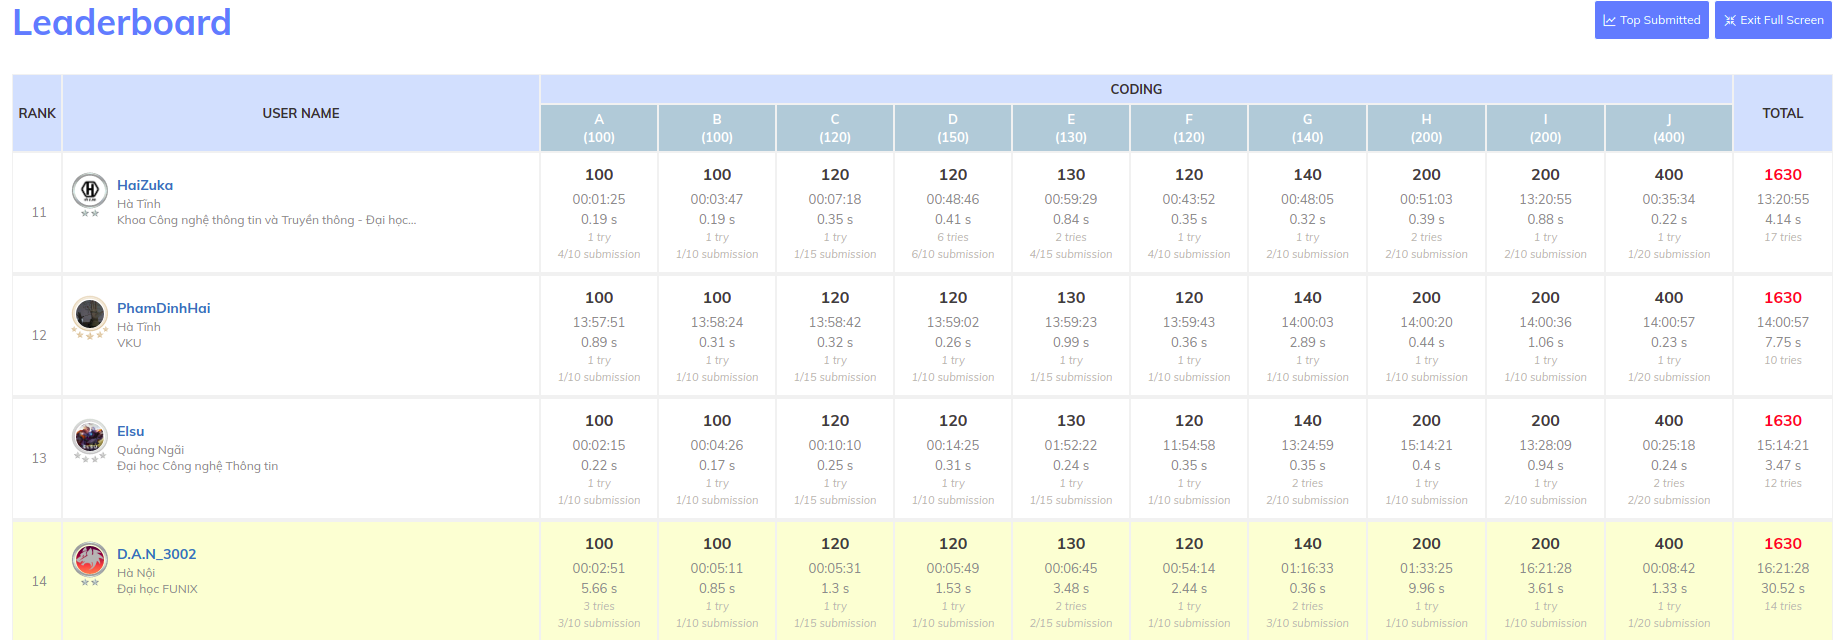 Leaderboard
Top Submitted Exit Full Screen
RANK USER NAME CODING TOTAL
A B C D E F G H I J
(100) (100) (120) (150) (130) (120) (140) (200) (200) (400)
11
HaiZuka
Hà Tĩnh
Khoa Công nghệ thông tin và Truyền thông - Đại học...
100 100 120 120 130 120 140 200 200 400 1630
00:01:25 00:03:47 00:07:18 00:48:46 00:59:29 00:43:52 00:48:05 00:51:03 13:20:55 00:35:34 13:20:55
0.19 s 0.19 s 0.35 s 0.41 s 0.84 s 0.35 s 0.32 s 0.39 s 0.88 s 0.22 s 4.14 s
1 try 1 try 1 try 6 tries 2 tries 1 try 1 try 2 tries 1 try 1 try 17 tries
4/10 submission 1/10 submission 1/15 submission 6/10 submission 4/15 submission 4/10 submission 2/10 submission 2/10 submission 2/10 submission 1/20 submission
12
PhamDinhHai
Hà Tĩnh
VKU
100 100 120 120 130 120 140 200 200 400 1630
13:57:51 13:58:24 13:58:42 13:59:02 13:59:23 13:59:43 14:00:03 14:00:20 14:00:36 14:00:57 14:00:57
0.89 s 0.31 s 0.32 s 0.26 s 0.99 s 0.36 s 2.89 s 0.44 s 1.06 s 0.23 s 7.75 s
1 try 1 try 1 try 1 try 1 try 1 try 1 try 1 try 1 try 1 try 10 tries
1/10 submission 1/10 submission 1/15 submission 1/10 submission 1/15 submission 1/10 submission 1/10 submission 1/10 submission 1/10 submission 1/20 submission
13
Elsu
Quảng Ngãi
Đại học Công nghệ Thông tin
100 100 120 120 130 120 140 200 200 400 1630
00:02:15 00:04:26 00:10:10 00:14:25 01:52:22 11:54:58 13:24:59 15:14:21 13:28:09 00:25:18 15:14:21
0.22 s 0.17 s 0.25 s 0.31 s 0.24 s 0.35 s 0.35 s 0.4 s 0.94 s 0.24 s 3.47 s
1 try 1 try 1 try 1 try 1 try 1 try 2 tries 1 try 1 try 2 tries 12 tries
1/10 submission 1/10 submission 1/15 submission 1/10 submission 1/15 submission 1/10 submission 2/10 submission 1/10 submission 2/10 submission 2/20 submission
14
D.A.N_3002
Hà Nội
Đại học FUNIX
100 100 120 120 130 120 140 200 200 400 1630
00:02:51 00:05:11 00:05:31 00:05:49 00:06:45 00:54:14 01:16:33 01:33:25 16:21:28 00:08:42 16:21:28
5.66 s 0.85 s 1.3 s 1.53 s 3.48 s 2.44 s 0.36 s 9.96 s 3.61 s 1.33 s 30.52 s
3 tries 1 try 1 try 1 try 2 tries 1 try 2 tries 1 try 1 try 1 try 14 tries
3/10 submission 1/10 submission 1/15 submission 1/10 submission 2/15 submission 1/10 submission 3/10 submission 1/10 submission 1/10 submission 1/20 submission